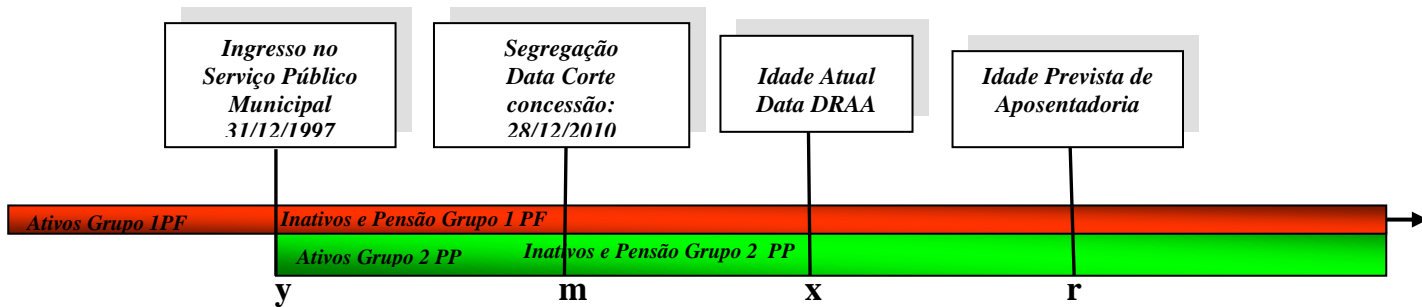 Ingresso no
Serviço Público
Municipal
31/12/1997
Segregação
Data Corte
concessão:
28/12/2010
Idade Atual
Data DRAA
Idade Prevista de
Aposentadoria
Ativos Grupo 1PF
Inativos e Pensão Grupo 1 PF
Ativos Grupo 2 PP
Inativos e Pensão Grupo 2 PP
y
m
x
r